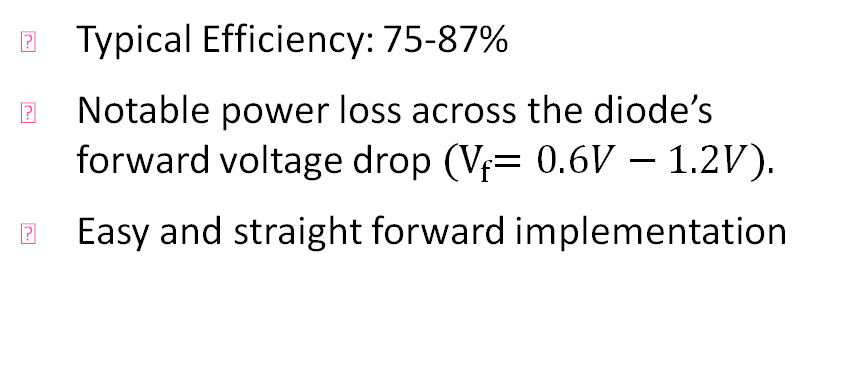 Typical Efficiency: 75-87%
Notable power loss across the diode’s
forward voltage drop (Vf= 0.6V − 1.2V).
Easy and straight forward implementation